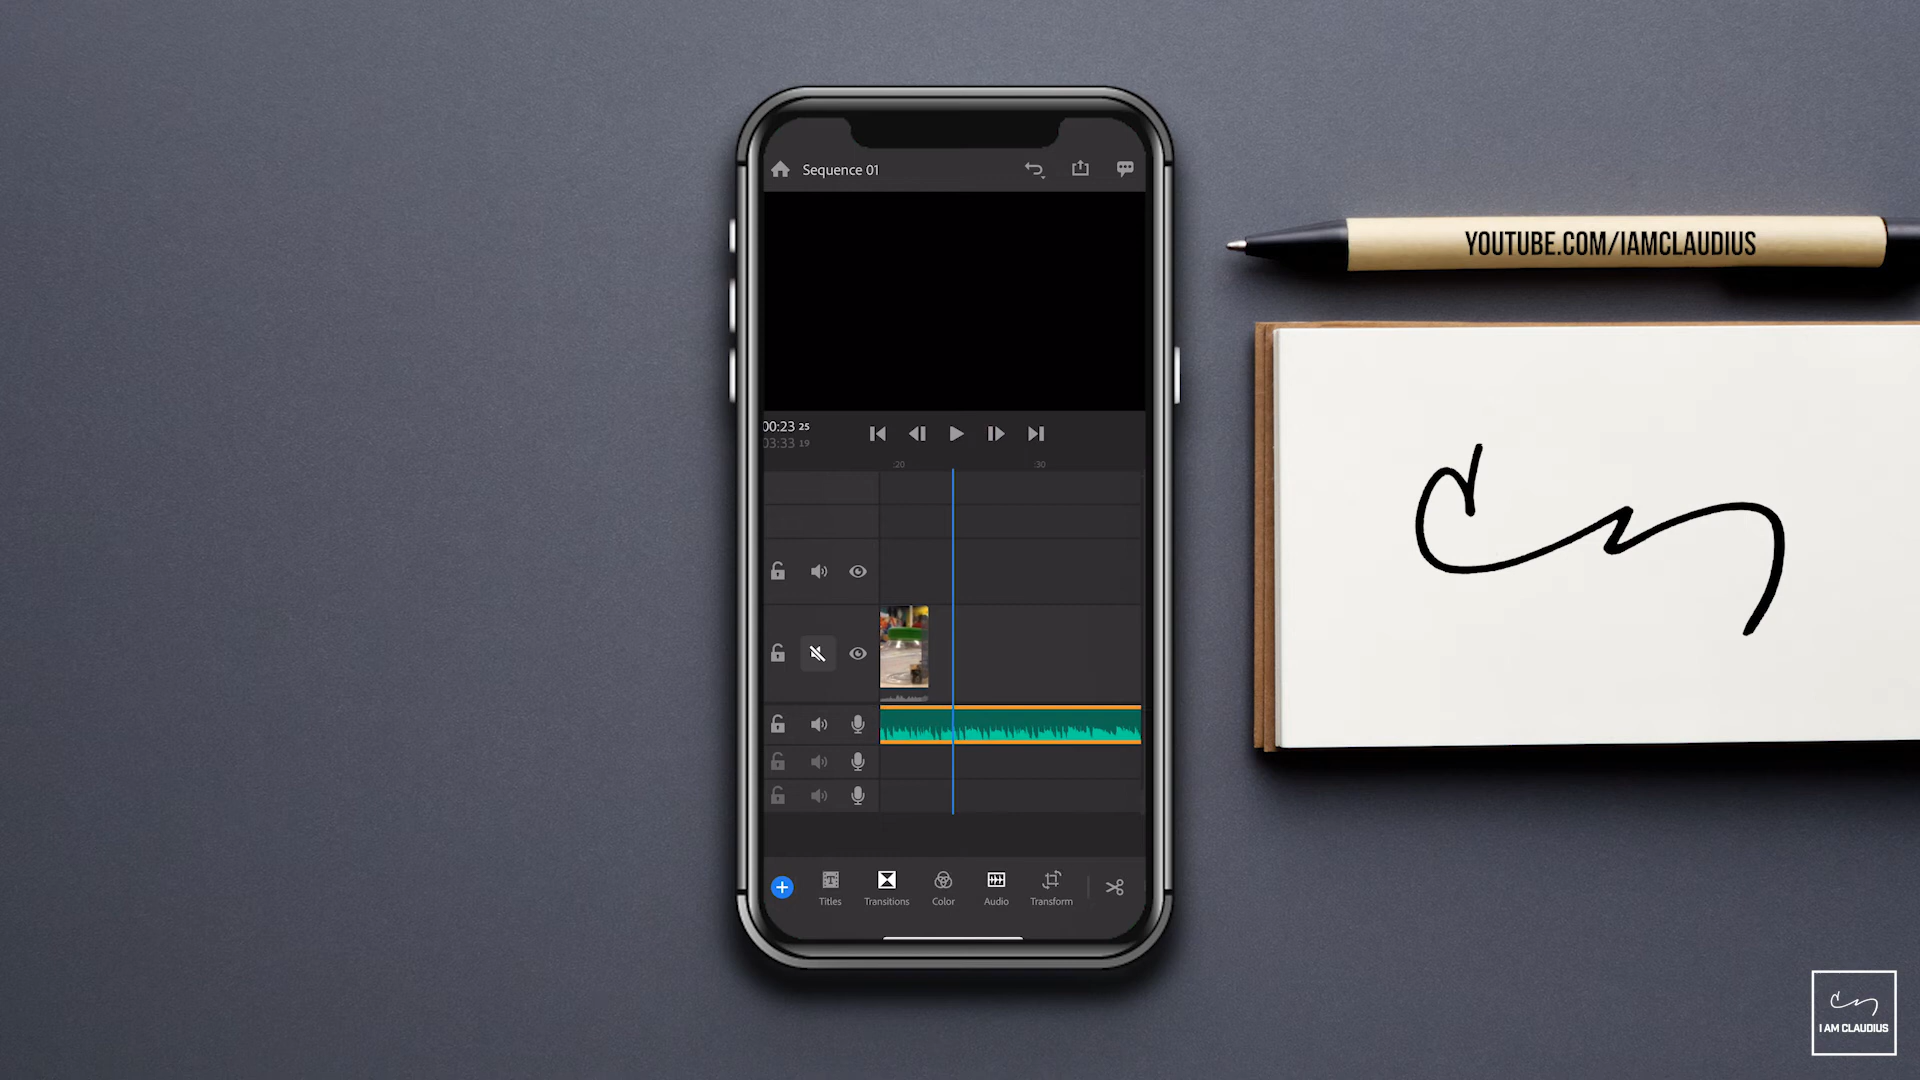 Sequence 01
YOUTUBE.COM/IAMCLAUDIUS
00:23 25
03:33 19
:20
:30
Titles
Transitions
Color
Audio
Transform
I AM CLAUDIUS